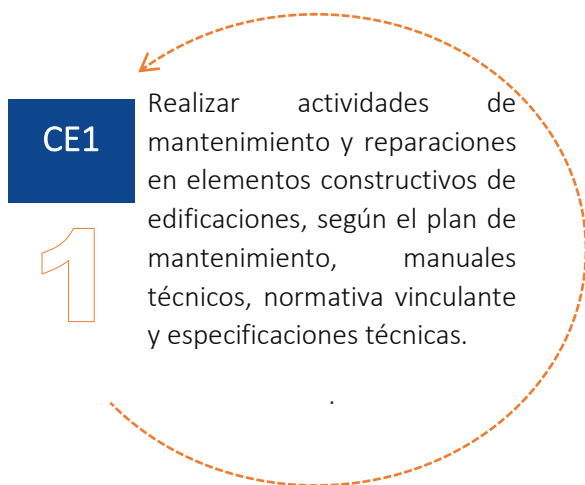 CE1
1
Realizar actividades de
mantenimiento y reparaciones
en elementos constructivos de
edificaciones, según el plan de
mantenimiento, manuales
técnicos, normativa vinculante
y especificaciones técnicas.
.